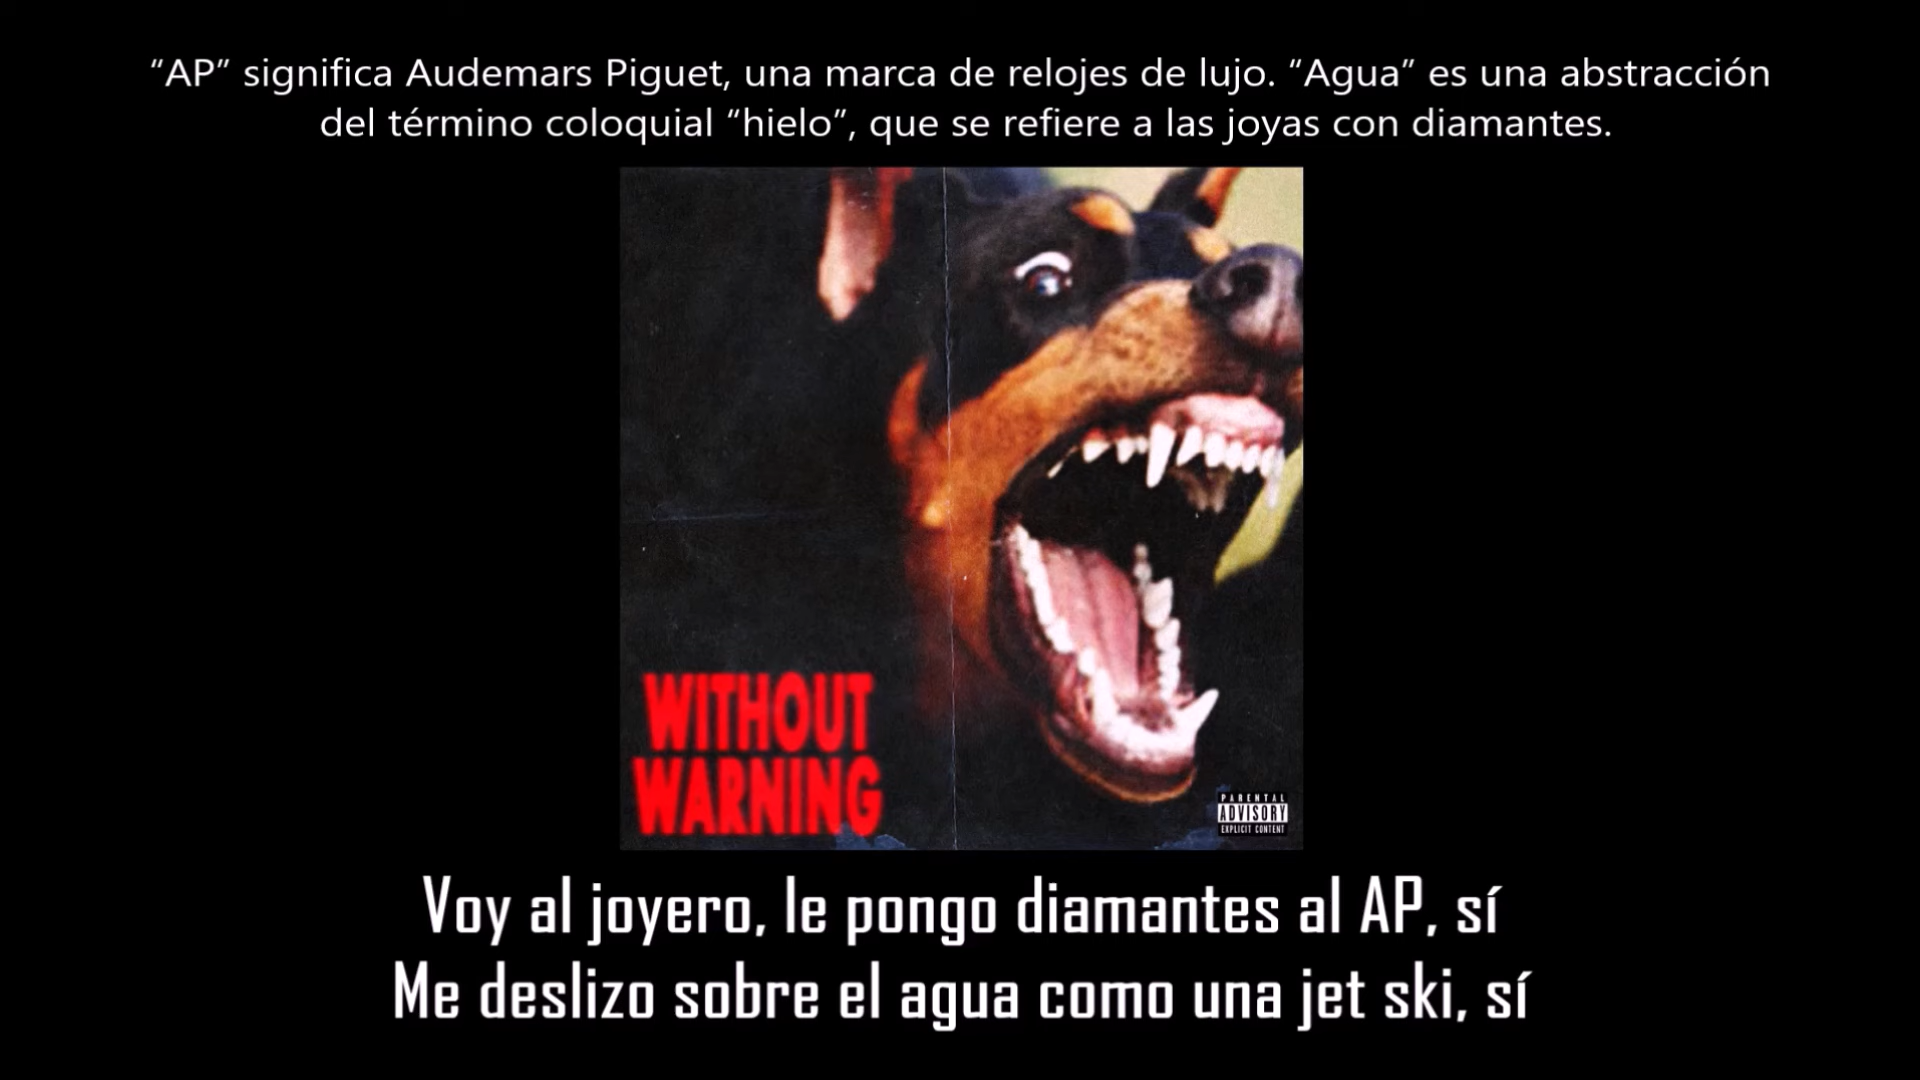 “AP” significa Audemars Piguet, una marca de relojes de lujo. “Agua” es una abstracción
del término coloquial “hielo”, que se refiere a las joyas con diamantes.
WITHOUT
WARNING
PARENTAL
ADVISORY
EXPLICIT CONTENT
Voy al joyero, le pongo diamantes al AP, sí
Me deslizo sobre el agua como una jet ski, sí